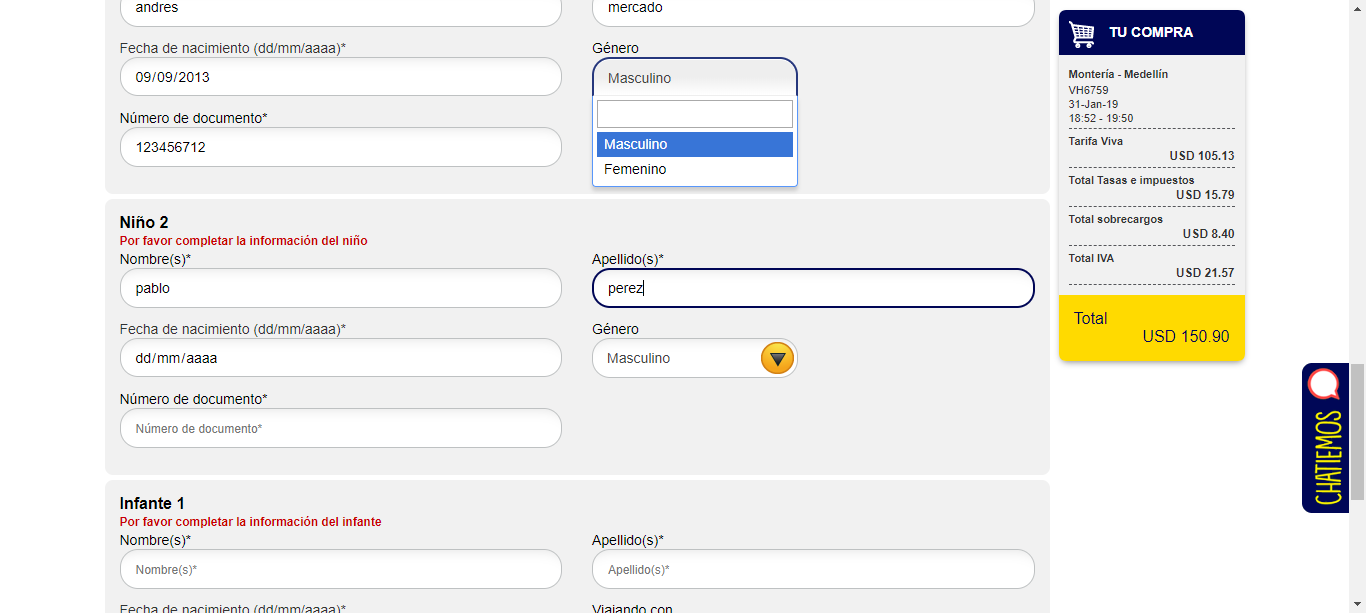 andres
mercado
Fecha de nacimiento (dd/mm/aaaa)*
Género
09/09/2013
Masculino
Masculino
Femenino
Número de documento*
123456712
Niño 2
Por favor completar la información del niño
Nombre(s)*
Apellido(s)*
pablo
perez
Fecha de nacimiento (dd/mm/aaaa)*
Género
dd/mm/aaaa
Masculino
Número de documento*
Número de documento*
Infante 1
Por favor completar la información del infante
Nombre(s)*
Apellido(s)*
Nombre(s)*
Apellido(s)*
Fecha de nacimiento (dd/mm/aaaa)*
Viajando con
TU COMPRA
Montería - Medellín
VH6759
31-Jan-19
18:52 - 19:50
Tarifa Viva
USD 105.13
Total Tasas e impuestos
USD 15.79
Total sobrecargos
USD 8.40
Total IVA
USD 21.57
Total
USD 150.90
CHATIEMOS